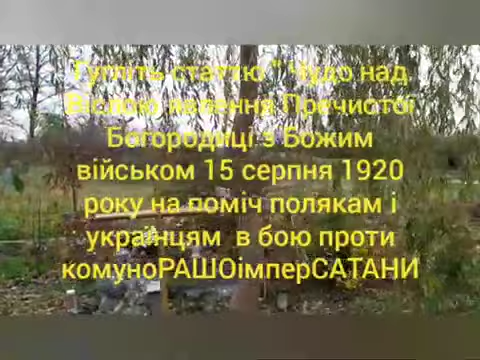 Гугліть статтю " Чудо над
Віслою явлення Пречистої
Богородиці з Божим
військом 15 серпня 1920
року на поміч полякам і
українцям в бою проти
комуноРАШОімперСАТАНИ